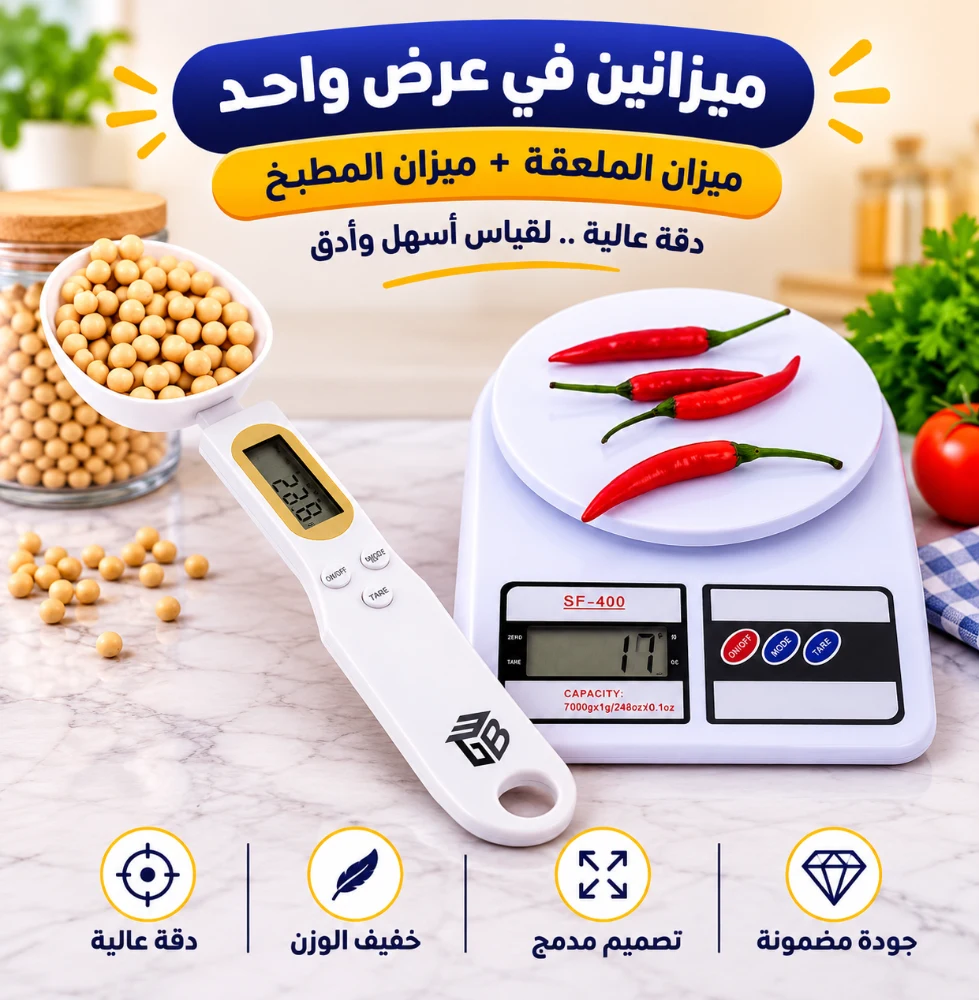 ميزانين في عرض واحد
ميزان الملعقة + ميزان المطبخ
دقة عالية .. لقياس أسهل وأدق
ON/OFF
TARE
SF-400
ZERO
TARE
17
CAPACITY:
7000gx1g/248ozx0.1oz
ON/OFF
MODE
TARE
جودة مضمونة
تصميم مدمج
خفيف الوزن
دقة عالية